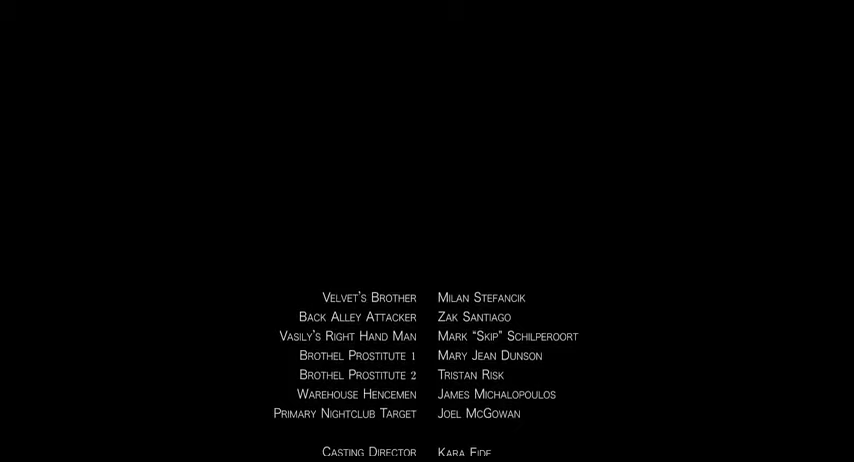 Velvet's Brother Milan Stefancik
Back Alley Attacker Zak Santiago
Vasily's Right Hand Man Mark "Skip" Schilperoort
Brothel Prostitute 1 Mary Jean Dunson
Brothel Prostitute 2 Tristan Risk
Warehouse Hencemen James Michalopoulos
Primary Nightclub Target Joel McGowan
Casting Director Kara Eide